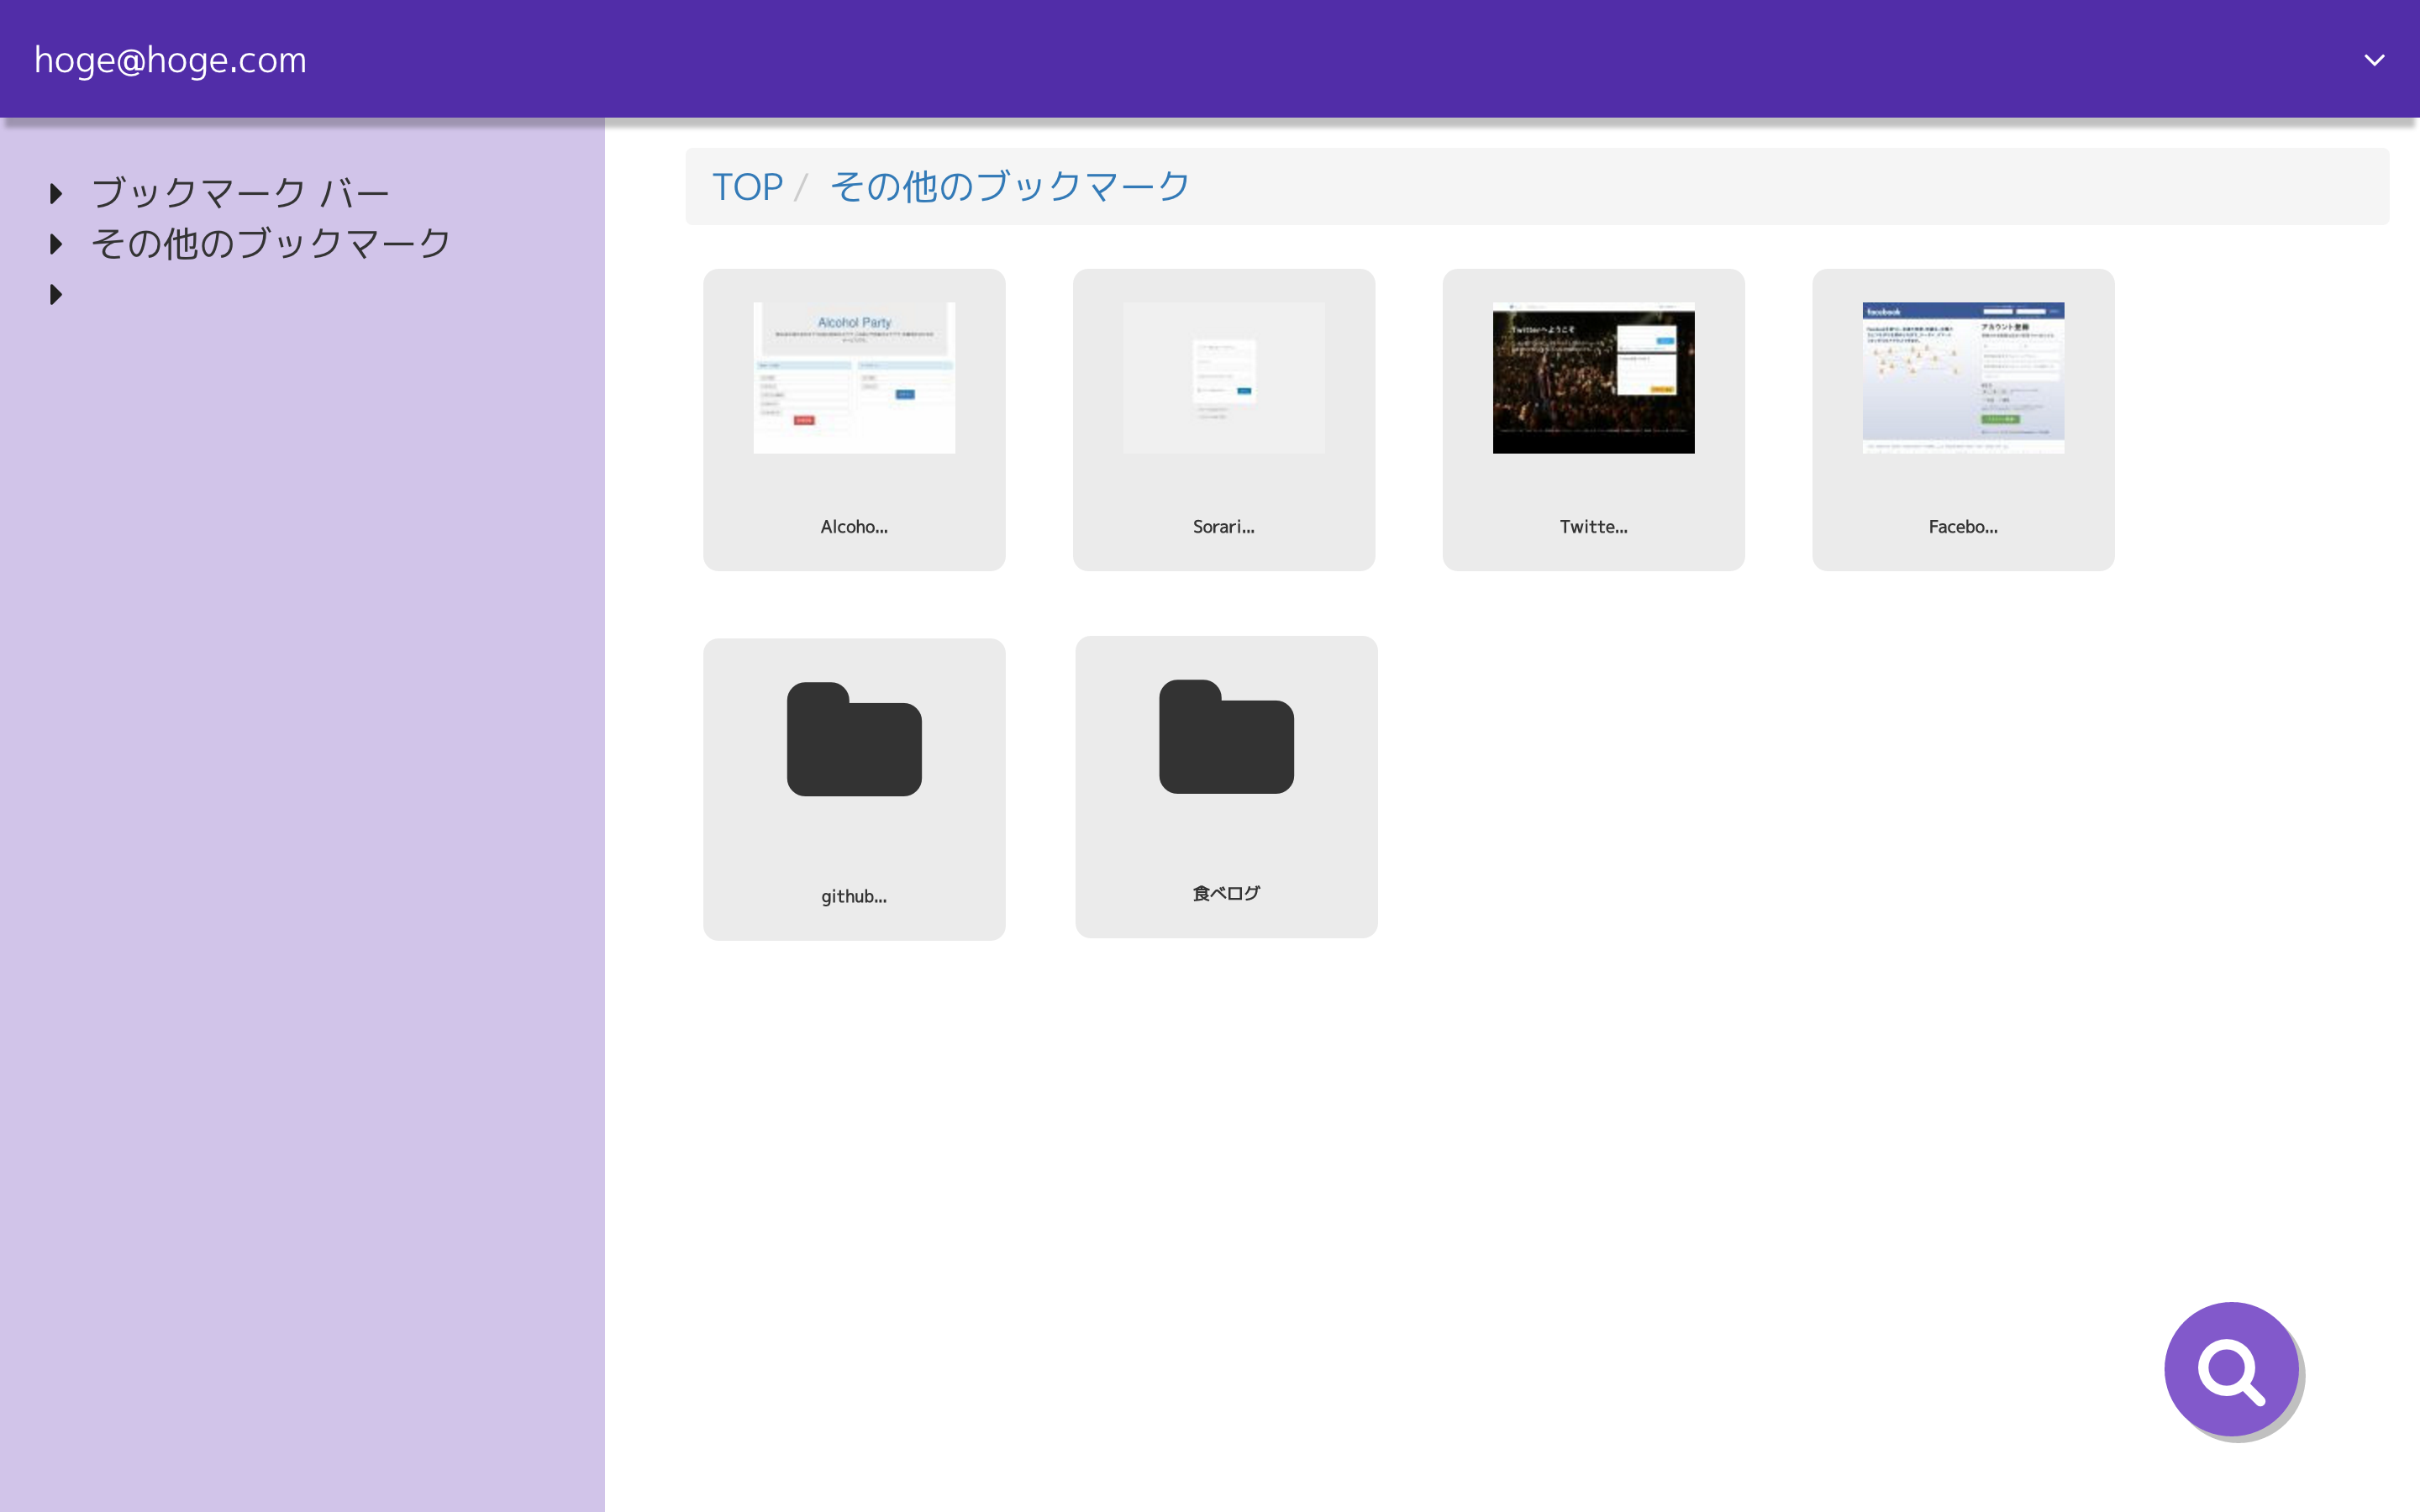 hoge@hoge.com
ブックマーク バー
その他のブックマーク
TOP / その他のブックマーク
Alcohol Party
Twitterへようこそ
facebook
アカウント登録
Alcoho...
Sorari...
Twitte...
Facebo...
github...
食べログ